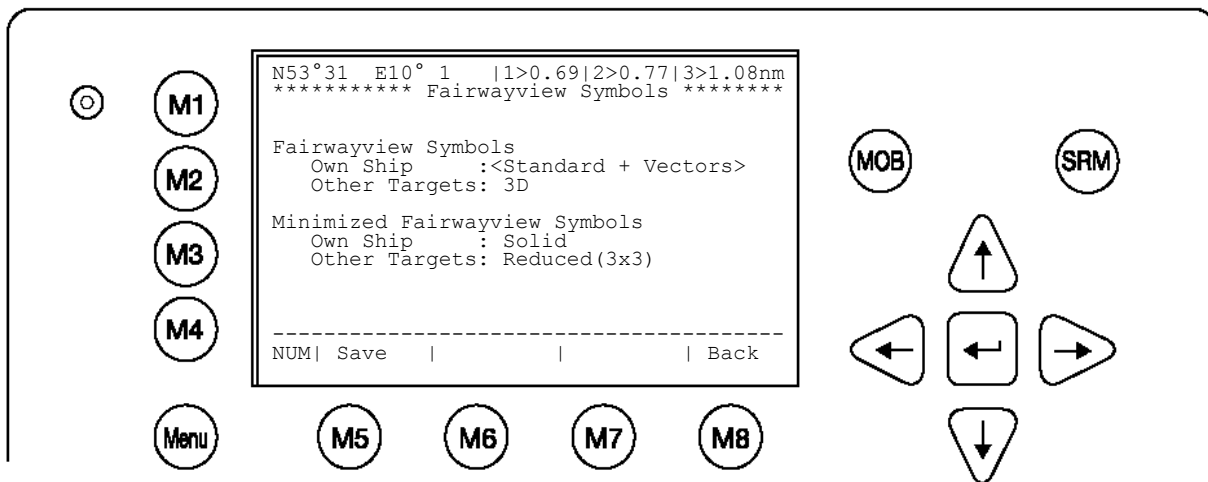 N53°31 E10° 1 |1>0.69|2>0.77|3>1.08nm
*********** Fairwayview Symbols ********
Fairwayview Symbols
Own Ship :<Standard + Vectors>
Other Targets: 3D
Minimized Fairwayview Symbols
Own Ship : Solid
Other Targets: Reduced(3x3)
----------------------------------------
NUM| Save | | | Back
M1
M2
M3
M4
Menu
M5
M6
M7
M8
MOB
SRM